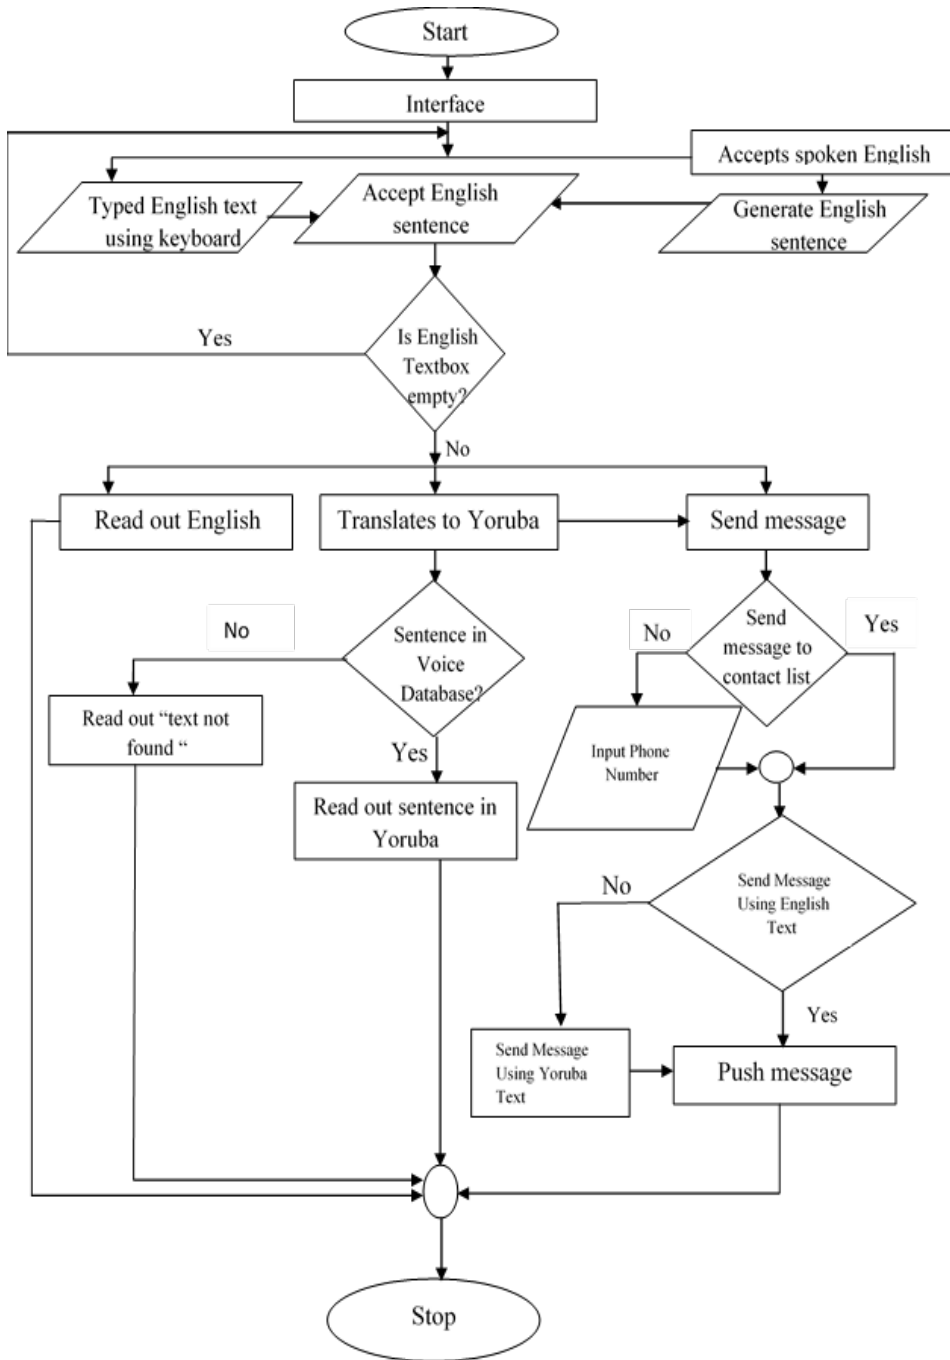 Start
Interface
Accepts spoken English
Typed English text
using keyboard
Accept English
sentence
Generate English
sentence
Yes
Is English
Textbox
empty?
No
Read out English
Translates to Yoruba
Send message
No
Sentence in
Voice
Database?
No
Send
message to
contact list
Yes
Read out “text not
found “
Yes
Input Phone
Number
Read out sentence in
Yoruba
No
Send Message
Using English
Text
Yes
Send Message
Using Yoruba
Text
Push message
Stop